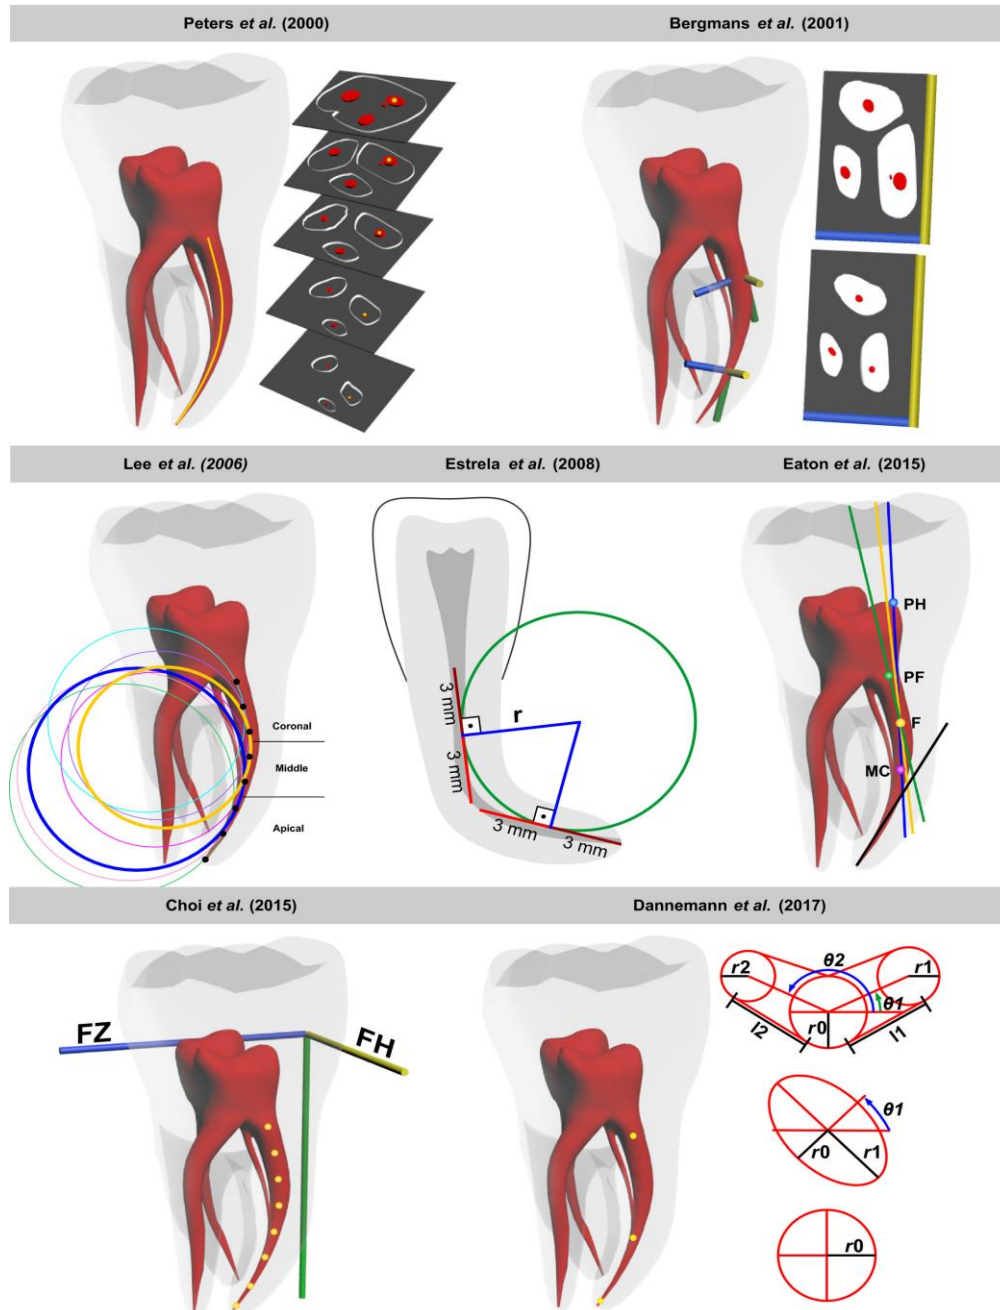 Peters et al. (2000)
Bergmans et al. (2001)
Lee et al. (2006)
Estrela et al. (2008)
Eaton et al. (2015)
Coronal
Middle
Apical
3 mm
r
3 mm
3 mm
3 mm
PH
PF
F
MC
Choi et al. (2015)
Dannemann et al. (2017)
FZ
FH
r2
θ2
r1
θ1
r0
l2
l1
θ1
r0
r1
r0